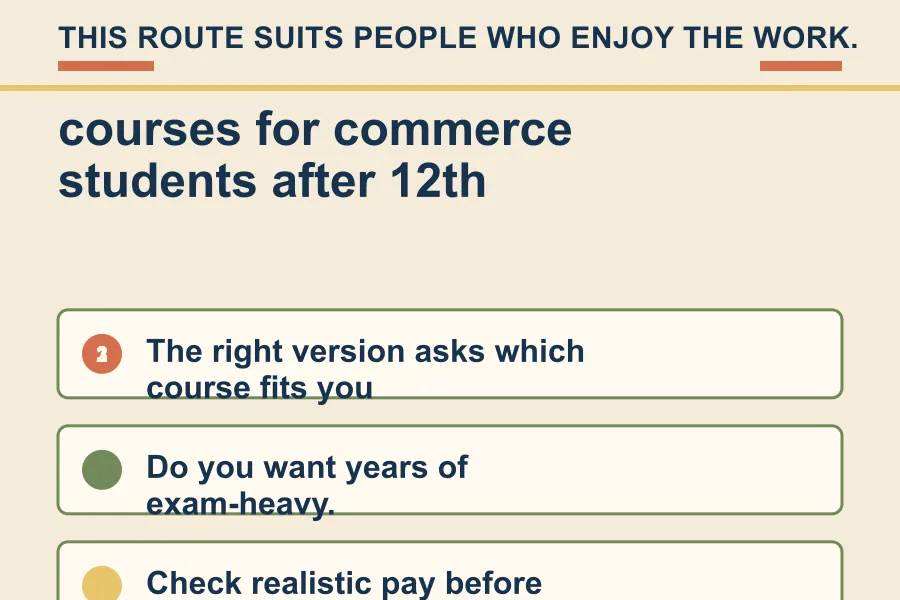 THIS ROUTE SUITS PEOPLE WHO ENJOY THE WORK.
courses for commerce
students after 12th
The right version asks which
course fits you
Do you want years of
exam-heavy.
Check realistic pay before